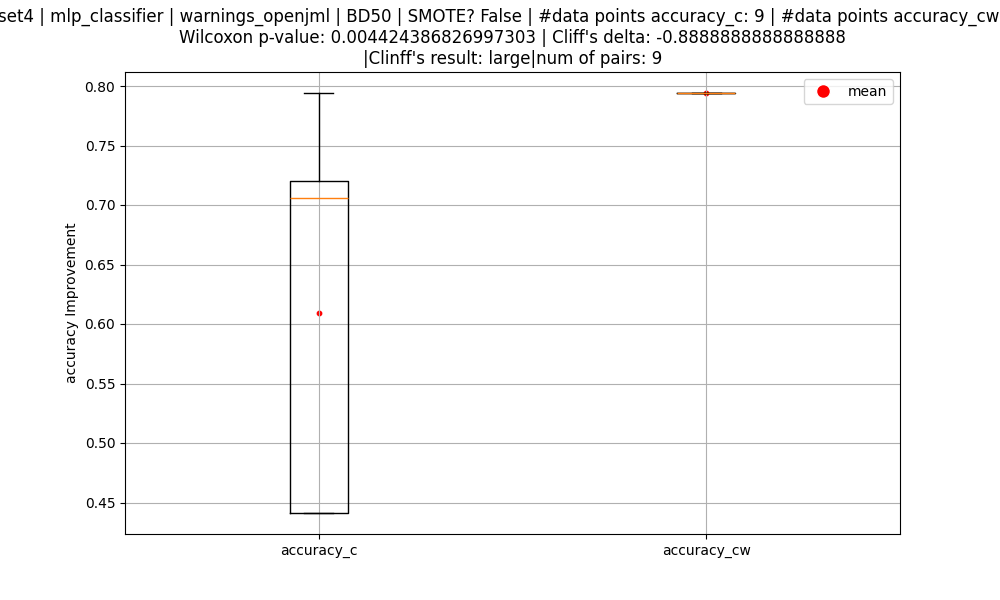 set4 | mlp_classifier | warnings_openjml | BD50 | SMOTE? False | #data points accuracy_c: 9 | #data points accuracy_cw
Wilcoxon p-value: 0.004424386826997303 | Cliff's delta: -0.8888888888888888
|Clinff's result: large|num of pairs: 9
mean
0.80
0.75
0.70
0.65
0.60
0.55
0.50
0.45
accuracy Improvement
accuracy_c
accuracy_cw